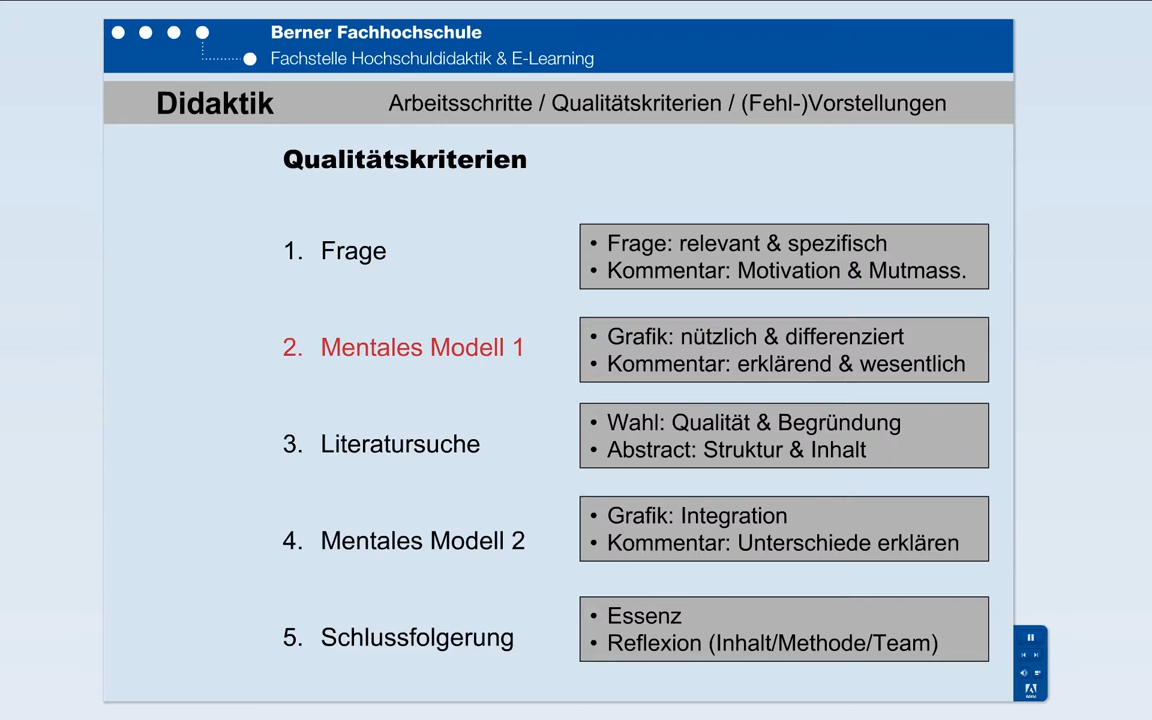 Berner Fachhochschule
Fachstelle Hochschuldidaktik & E-Learning
Didaktik Arbeitsschritte / Qualitätskriterien / (Fehl-)Vorstellungen
Qualitätskriterien
1. Frage
• Frage: relevant & spezifisch
• Kommentar: Motivation & Mutmass.
2. Mentales Modell 1
• Grafik: nützlich & differenziert
• Kommentar: erklärend & wesentlich
3. Literatursuche
• Wahl: Qualität & Begründung
• Abstract: Struktur & Inhalt
4. Mentales Modell 2
• Grafik: Integration
• Kommentar: Unterschiede erklären
5. Schlussfolgerung
• Essenz
• Reflexion (Inhalt/Methode/Team)